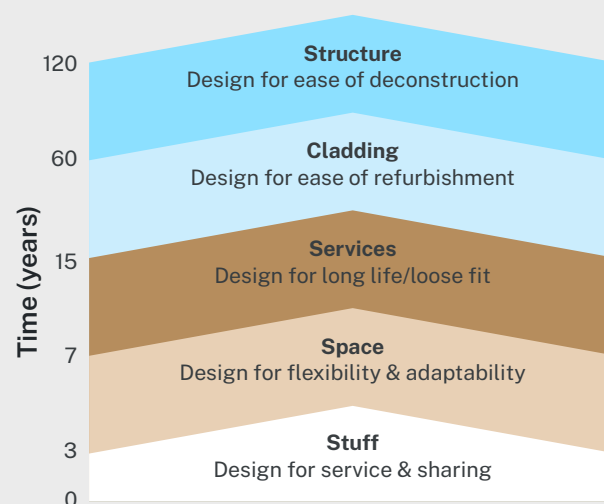 120
Structure
Design for ease of deconstruction
60
Cladding
Design for ease of refurbishment
Time (years)
15
Services
Design for long life/loose fit
7
Space
Design for flexibility & adaptability
3
Stuff
Design for service & sharing
0